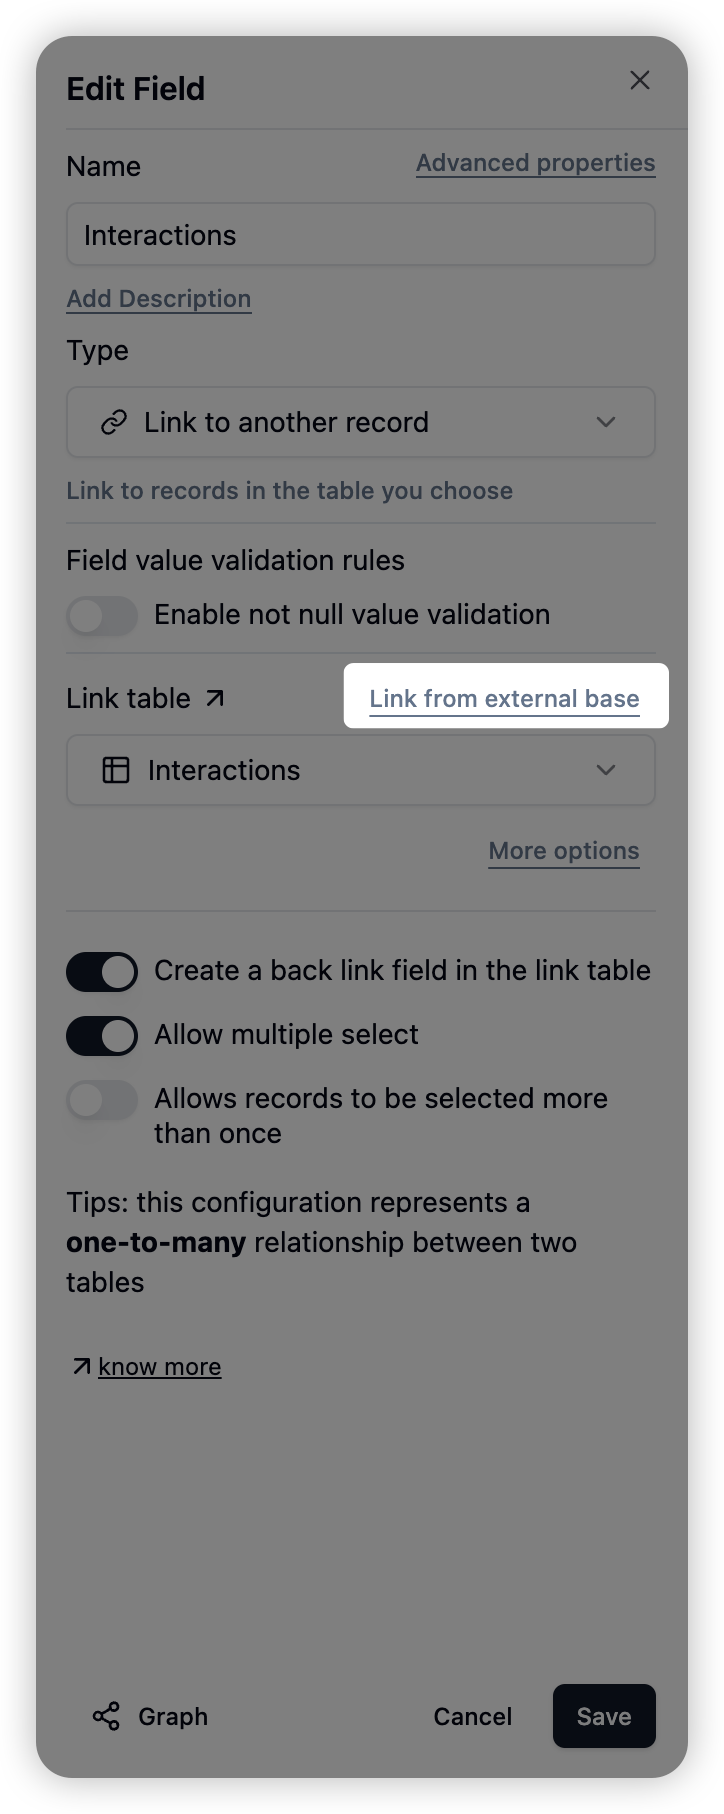 Edit Field
Name
Advanced properties
Interactions
Add Description
Type
Link to another record
Link to records in the table you choose
Field value validation rules
Enable not null value validation
Link table
Link from external base
Interactions
More options
Create a back link field in the link table
Allow multiple select
Allows records to be selected more
than once
Tips: this configuration represents a
one-to-many relationship between two
tables
know more
Graph
Cancel
Save